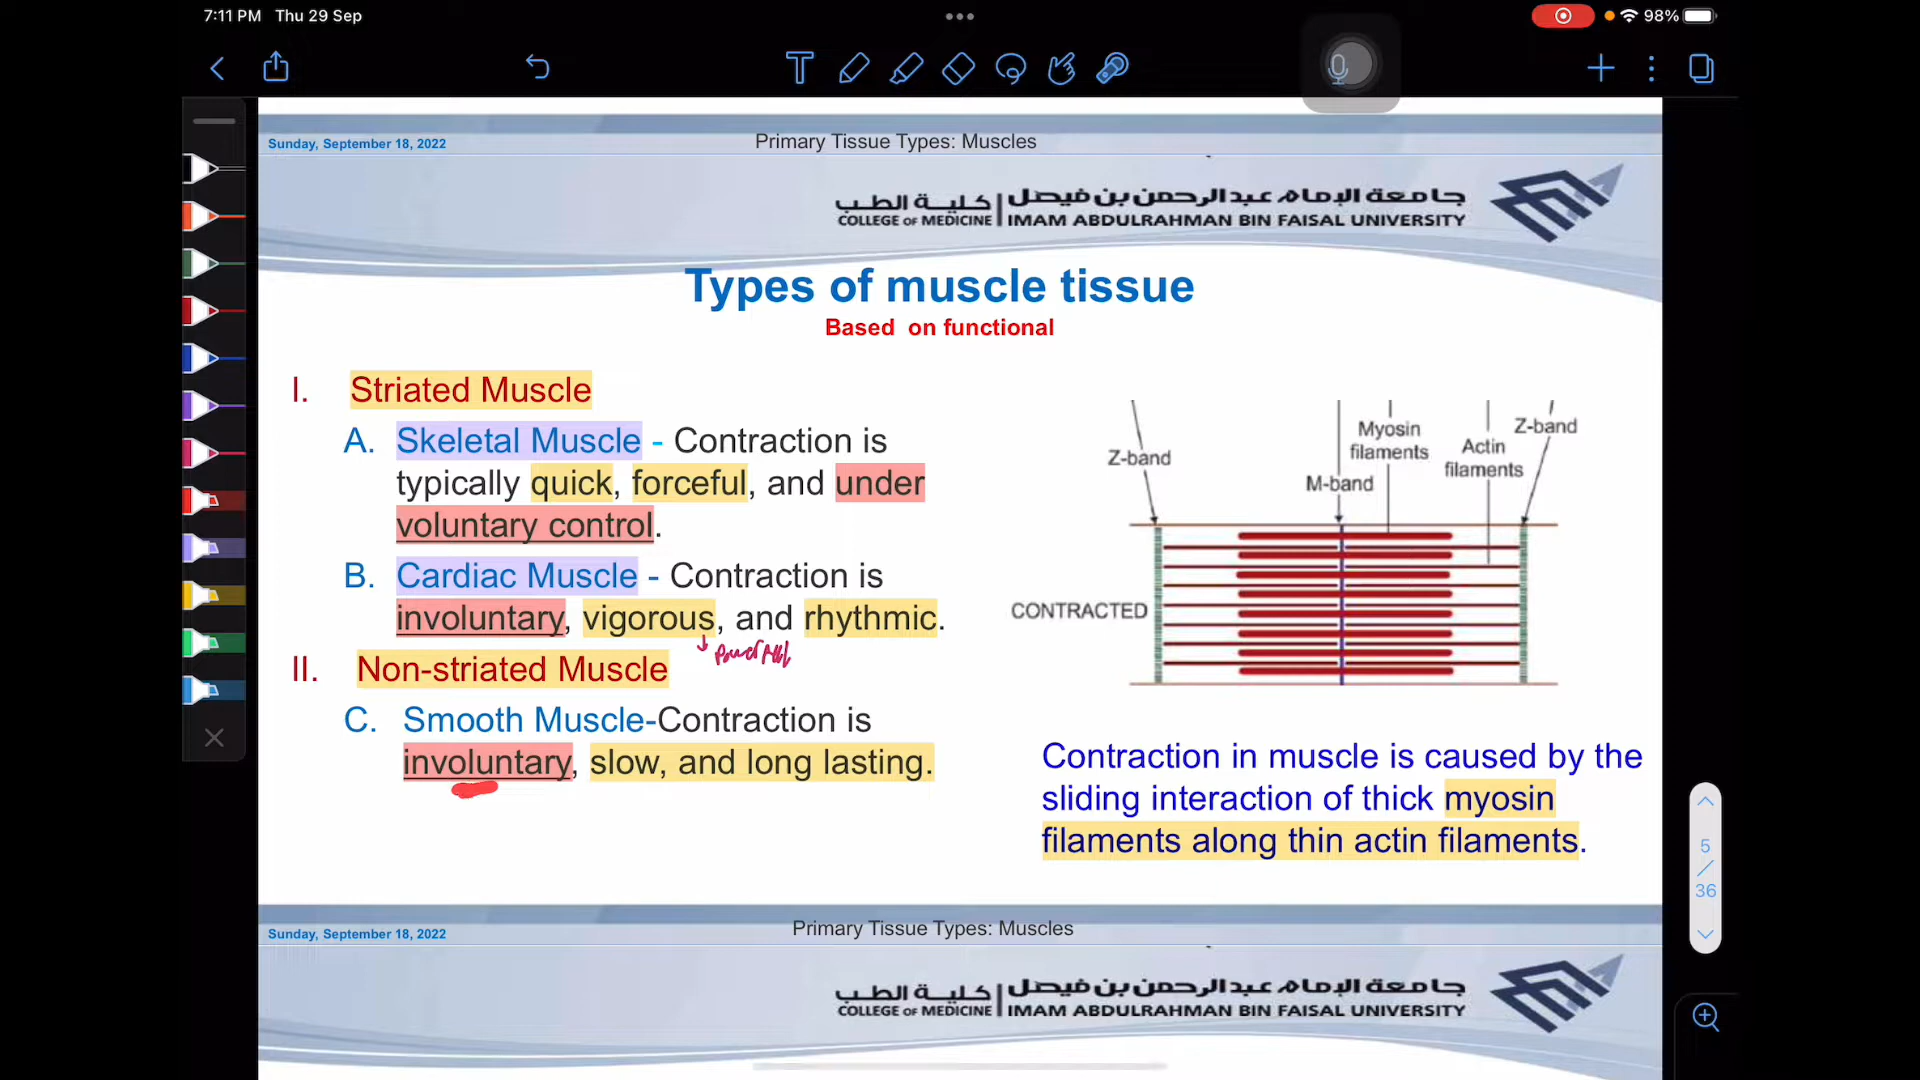 7:11 PM Thu 29 Sep
98%
Sunday, September 18, 2022
Primary Tissue Types: Muscles
كلية الطب | جامعة الإمام عبد الرحمن بن فيصل
COLLEGE OF MEDICINE | IMAM ABDULRAHMAN BIN FAISAL UNIVERSITY
Types of muscle tissue
Based on functional
I. Striated Muscle
A. Skeletal Muscle - Contraction is
typically quick, forceful, and under
voluntary control.
B. Cardiac Muscle - Contraction is
involuntary, vigorous, and rhythmic.
II. Non-striated Muscle
C. Smooth Muscle-Contraction is
involuntary, slow, and long lasting.
Z-band
M-band
Myosin
filaments
Actin
filaments
Z-band
CONTRACTED
Contraction in muscle is caused by the
sliding interaction of thick myosin
filaments along thin actin filaments.
5
/
36
Sunday, September 18, 2022
Primary Tissue Types: Muscles
كلية الطب | جامعة الإمام عبد الرحمن بن فيصل
COLLEGE OF MEDICINE | IMAM ABDULRAHMAN BIN FAISAL UNIVERSITY